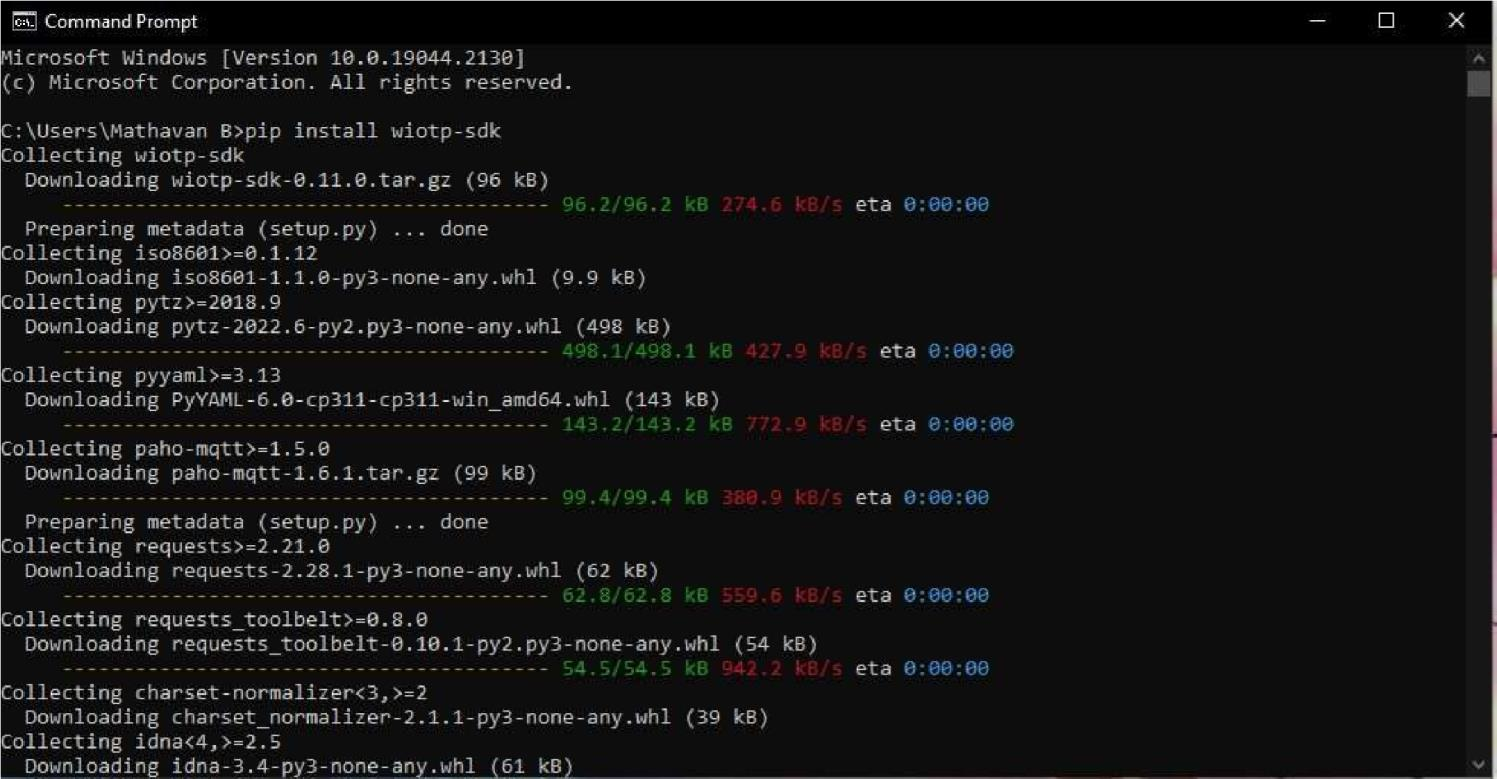 Command Prompt
Microsoft Windows [Version 10.0.19044.2130]
(c) Microsoft Corporation. All rights reserved.
C:\Users\Mathavan B>pip install wiotp-sdk
Collecting wiotp-sdk
Downloading wiotp-sdk-0.11.0.tar.gz (96 kB)
---------------------------------------- 96.2/96.2 kB 274.6 kB/s eta 0:00:00
Preparing metadata (setup.py) ... done
Collecting iso8601>=0.1.12
Downloading iso8601-1.1.0-py3-none-any.whl (9.9 kB)
Collecting pytz>=2018.9
Downloading pytz-2022.6-py2.py3-none-any.whl (498 kB)
---------------------------------------- 498.1/498.1 kB 427.9 kB/s eta 0:00:00
Collecting pyyaml>=3.13
Downloading PyYAML-6.0-cp311-cp311-win_amd64.whl (143 kB)
---------------------------------------- 143.2/143.2 kB 772.9 kB/s eta 0:00:00
Collecting paho-mqtt>=1.5.0
Downloading paho-mqtt-1.6.1.tar.gz (99 kB)
---------------------------------------- 99.4/99.4 kB 380.9 kB/s eta 0:00:00
Preparing metadata (setup.py) ... done
Collecting requests>=2.21.0
Downloading requests-2.28.1-py3-none-any.whl (62 kB)
---------------------------------------- 62.8/62.8 kB 559.6 kB/s eta 0:00:00
Collecting requests_toolbelt>=0.8.0
Downloading requests_toolbelt-0.10.1-py2.py3-none-any.whl (54 kB)
---------------------------------------- 54.5/54.5 kB 942.2 kB/s eta 0:00:00
Collecting charset-normalizer<3,>=2
Downloading charset_normalizer-2.1.1-py3-none-any.whl (39 kB)
Collecting idna<4,>=2.5
Downloading idna-3.4-py3-none-any.whl (61 kB)